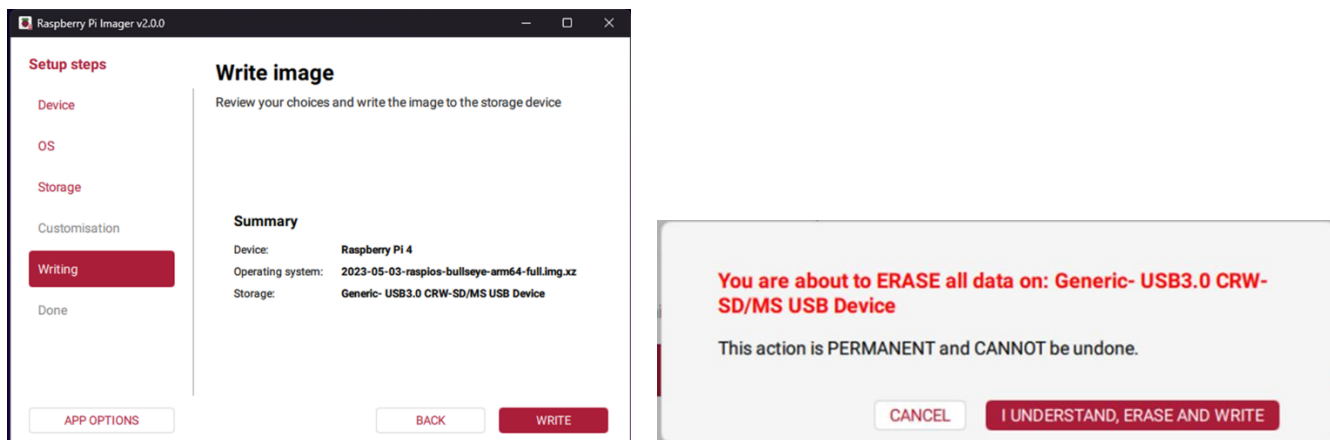 Raspberry Pi Imager v2.0.0
Setup steps
Device
OS
Storage
Customisation
Writing
Done
APP OPTIONS
Write image
Review your choices and write the image to the storage device
Summary
Device: Raspberry Pi 4
Operating system: 2023-05-03-raspios-bullseye-arm64-full.img.xz
Storage: Generic- USB3.0 CRW-SD/MS USB Device
BACK
WRITE
You are about to ERASE all data on: Generic- USB3.0 CRW-
SD/MS USB Device
This action is PERMANENT and CANNOT be undone.
CANCEL
I UNDERSTAND, ERASE AND WRITE